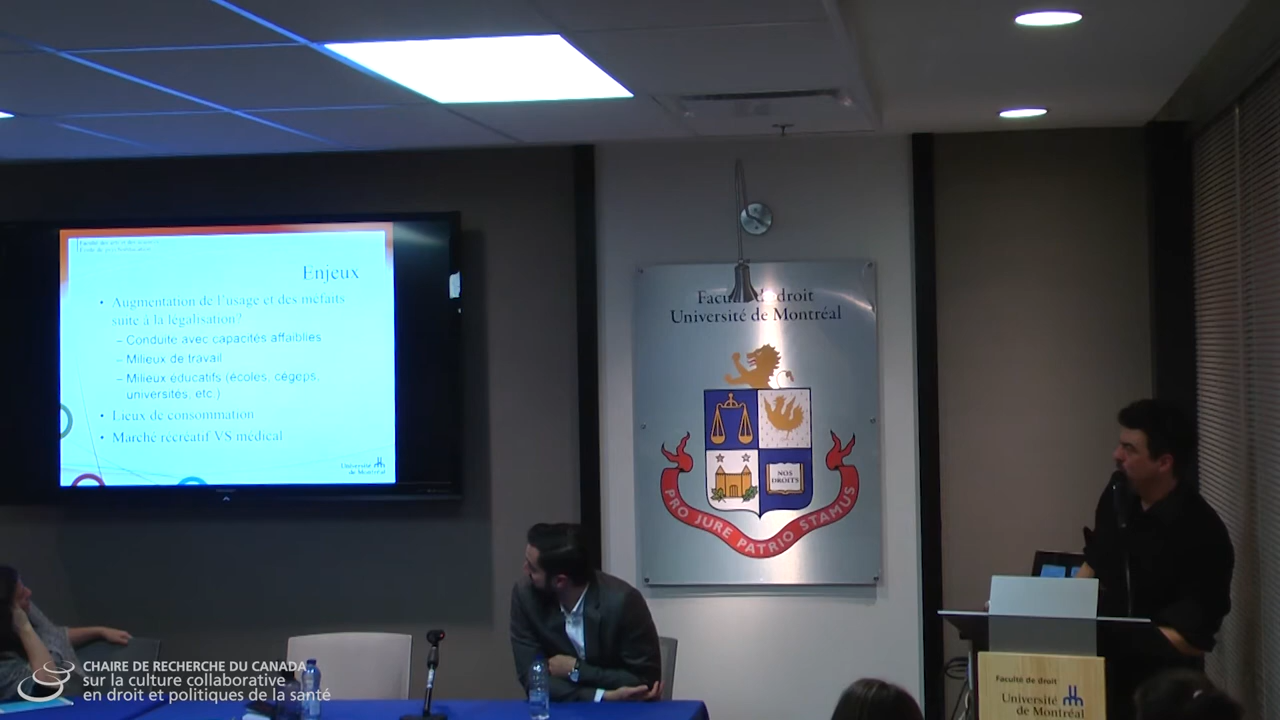 Enjeux
• Augmentation de l'usage et des méfaits
suite à la légalisation?
– Conduite avec capacités affaiblies
– Milieux de travail
– Milieux éducatifs (écoles, cégeps,
universités, etc.)
• Lieux de consommation
• Marché récréatif VS médical
Université
de Montréal
Faculté de droit
Université de Montréal
NOS
DROITS
PRO JURE PATRIO STAMUS
Faculté de droit
Université
de Montréal
CHAIRE DE RECHERCHE DU CANADA
sur la culture collaborative
en droit et politiques de la santé